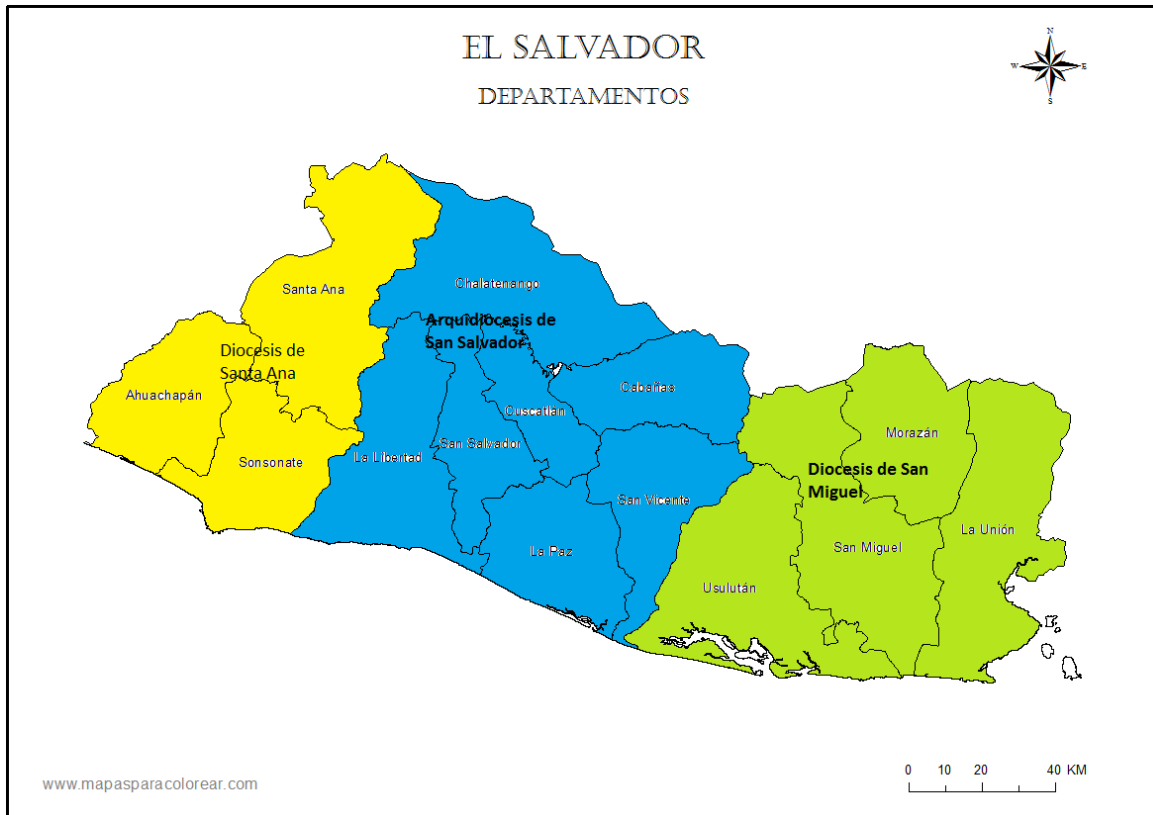 EL SALVADOR
DEPARTAMENTOS
N
W
E
S
Santa Ana
Chalatenango
Arquidiocesis de
San Salvador
Diocesis de
Santa Ana
Ahuachapán
Cabañas
Cuscatlán
Morazán
San Salvador
La Libertad
Sonsonate
Diocesis de San
Miguel
San Vicente
La Unión
San Miguel
La Paz
Usulután
www.mapasparacolorear.com
0 10 20 40 KM